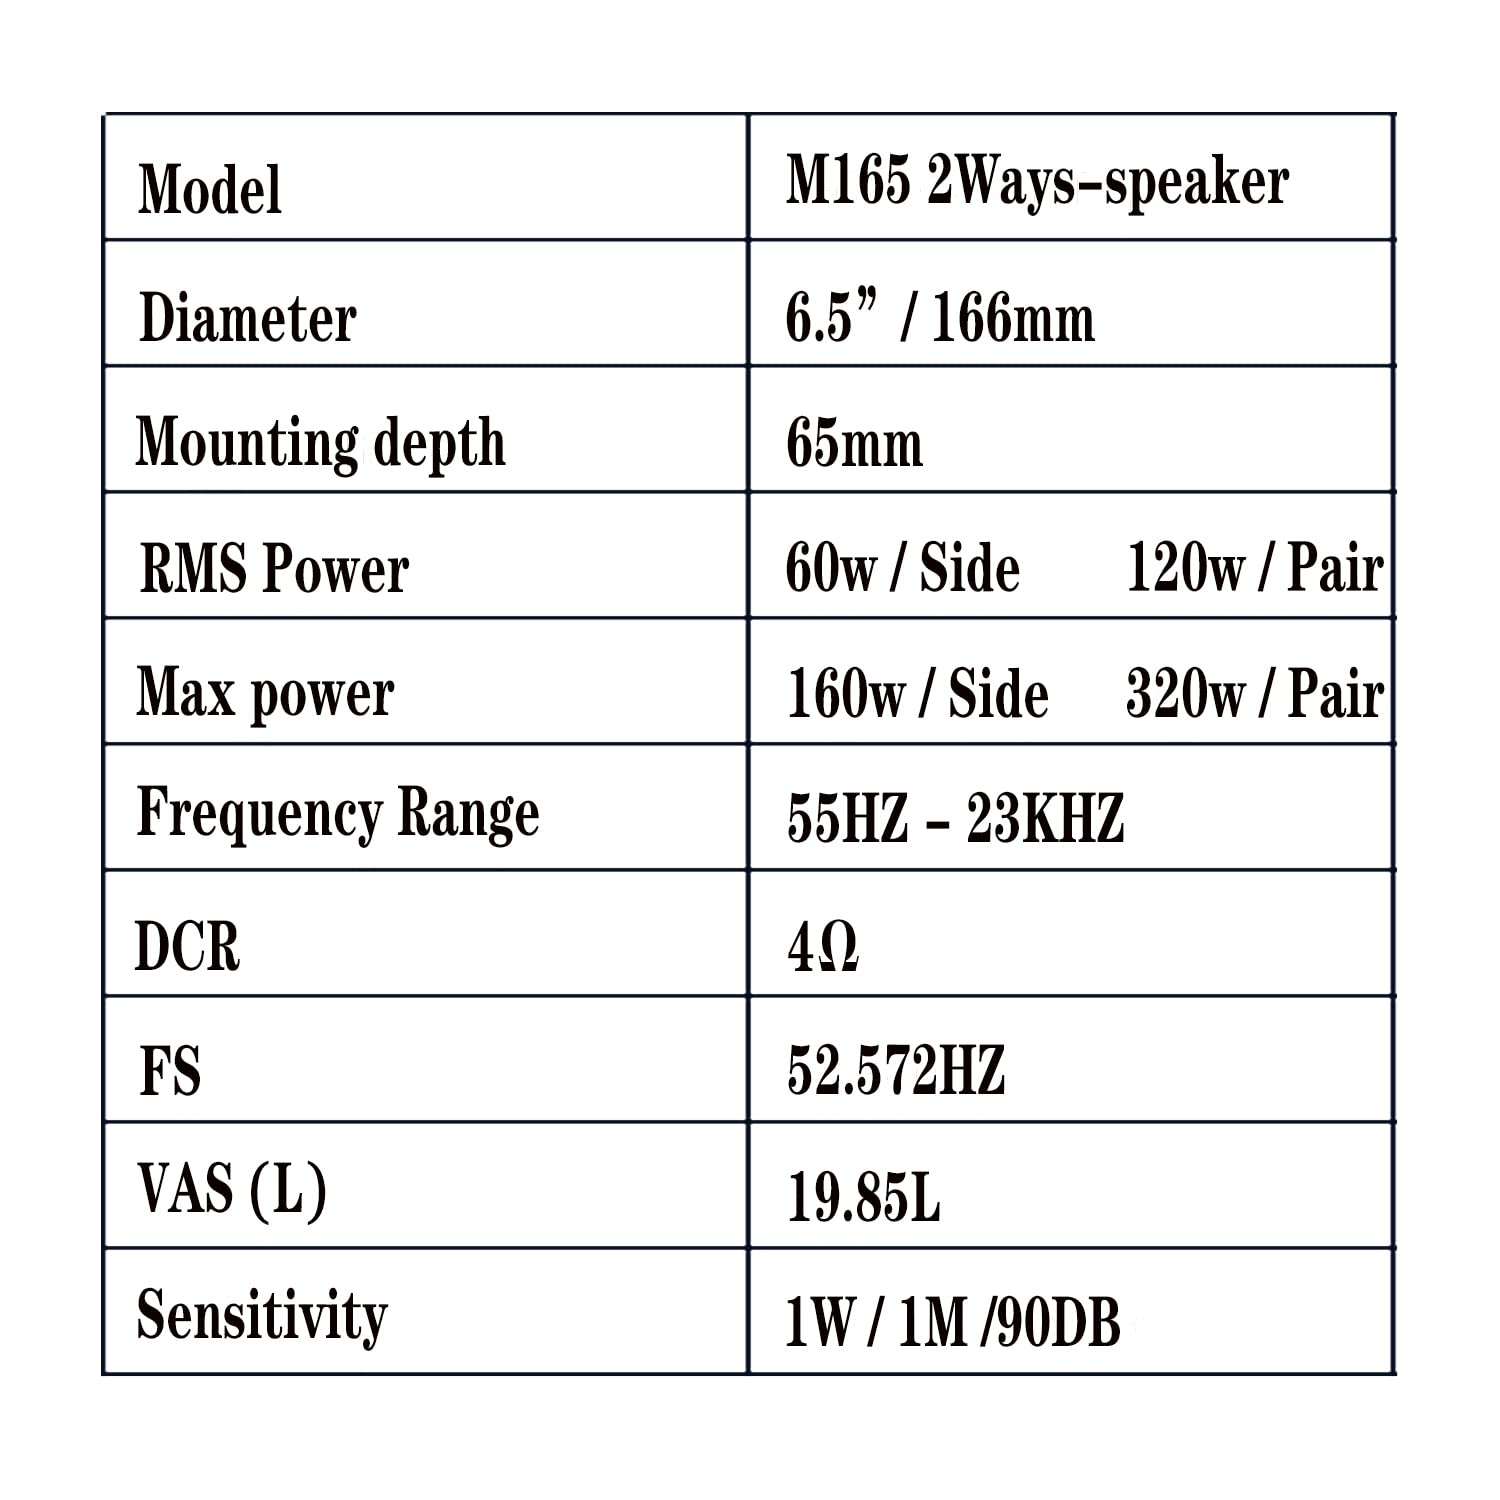 Model M165 2Ways-speaker
Diameter 6.5” / 166mm
Mounting depth 65mm
RMS Power 60w / Side 120w / Pair
Max power 160w / Side 320w / Pair
Frequency Range 55HZ - 23KHZ
DCR 4Ω
FS 52.572HZ
VAS (L) 19.85L
Sensitivity 1W / 1M /90DB